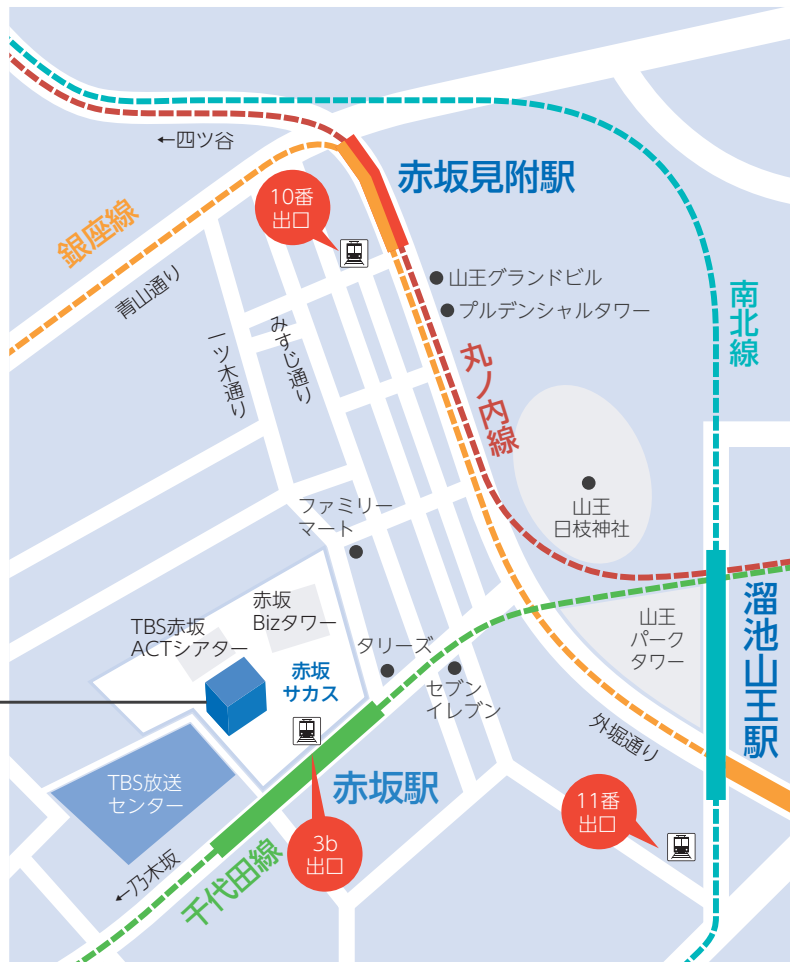 ←四ツ谷
赤坂見附駅
10番
出口
銀座線
青山通り
山王グランドビル
プルデンシャルタワー
南北線
一ツ木通り
みすじ通り
丸ノ内線
山王
日枝神社
ファミリー
マート
赤坂
Bizタワー
TBS赤坂
ACTシアター
赤坂
サカス
タリーズ
セブン
イレブン
山王
パーク
タワー
溜池山王駅
外堀通り
TBS放送
センター
赤坂駅
11番
出口
3b
出口
←乃木坂
千代田線